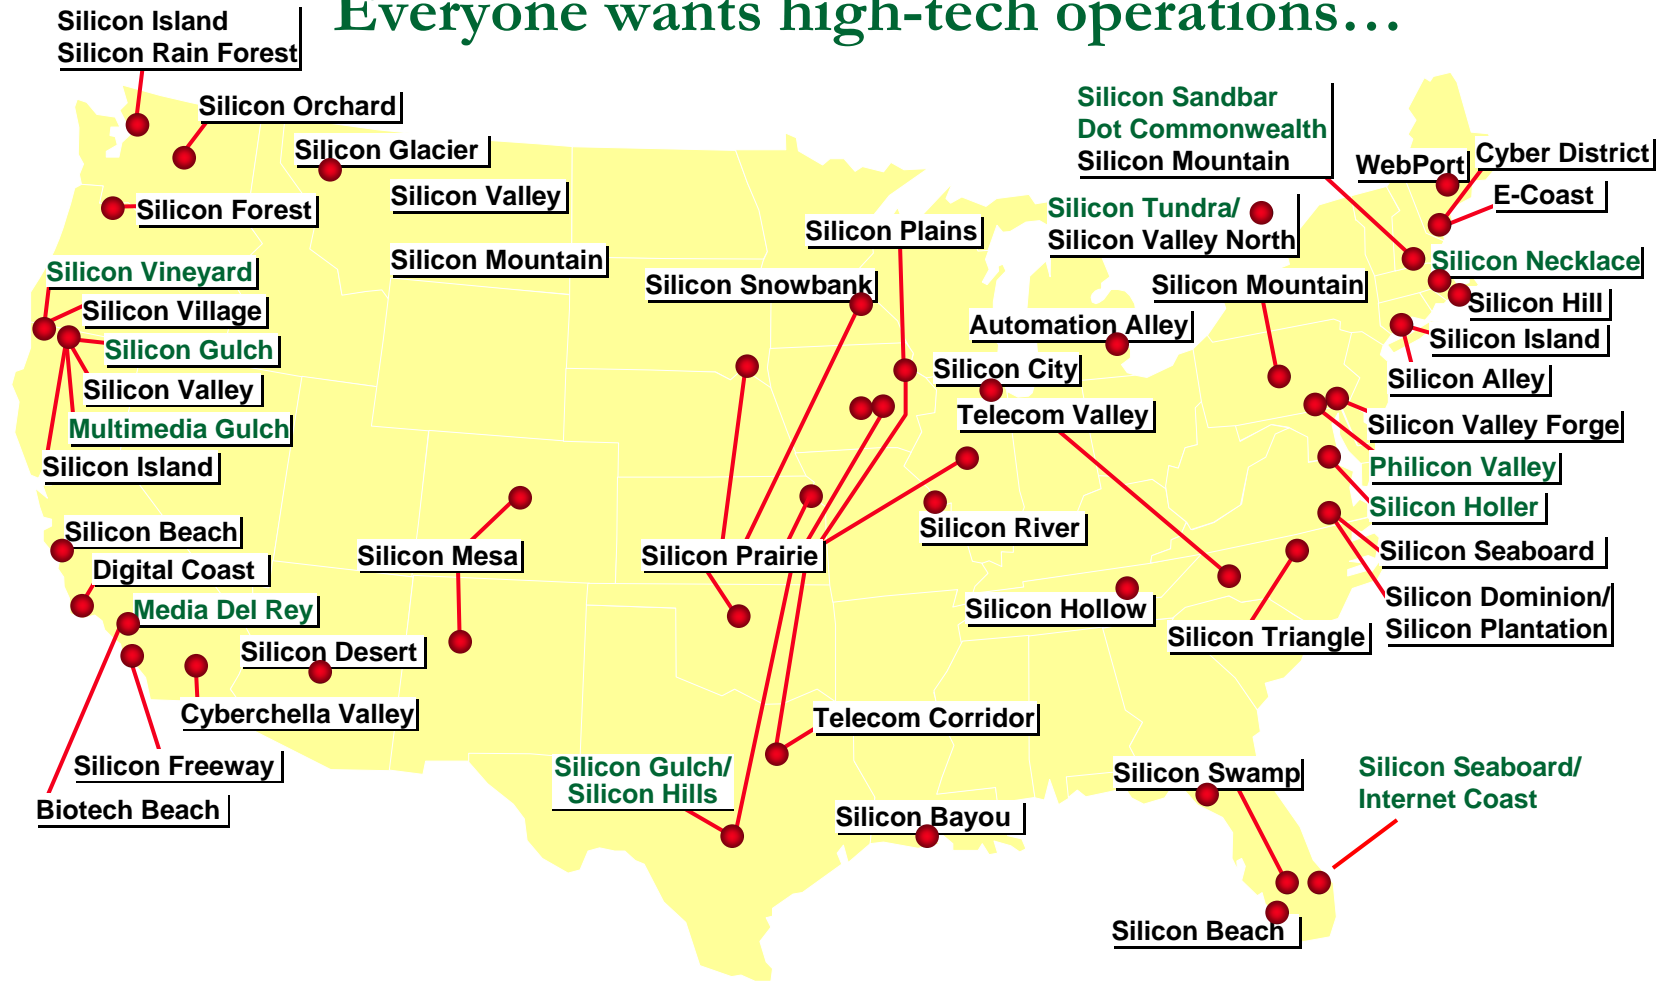 Everyone wants high-tech operations…
Silicon Island
Silicon Rain Forest
Silicon Orchard
Silicon Glacier
Silicon Valley
Silicon Forest
Silicon Mountain
Silicon Vineyard
Silicon Village
Silicon Gulch
Silicon Valley
Multimedia Gulch
Silicon Island
Silicon Beach
Digital Coast
Media Del Rey
Silicon Desert
Cyberchella Valley
Silicon Freeway
Biotech Beach
Silicon Mesa
Silicon Snowbank
Silicon Plains
Silicon Prairie
Silicon Gulch/
Silicon Hills
Telecom Corridor
Silicon Bayou
Silicon Sandbar
Dot Commonwealth
Silicon Mountain
Silicon Tundra/
Silicon Valley North
Silicon Mountain
Automation Alley
Silicon City
Telecom Valley
Silicon River
Silicon Hollow
Silicon Triangle
WebPort
Cyber District
E-Coast
Silicon Necklace
Silicon Hill
Silicon Island
Silicon Alley
Silicon Valley Forge
Philicon Valley
Silicon Holler
Silicon Seaboard
Silicon Dominion/
Silicon Plantation
Silicon Swamp
Silicon Seaboard/
Internet Coast
Silicon Beach